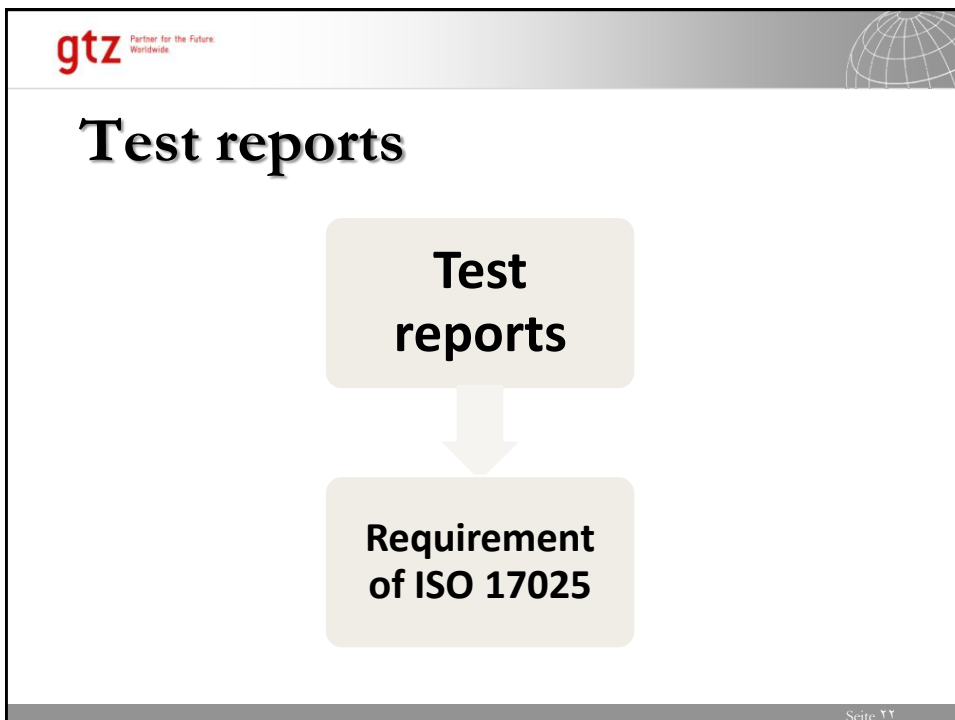 gtz Partner for the Future.
Worldwide.
Test reports
Test
reports
Requirement
of ISO 17025
Seite ٢٢